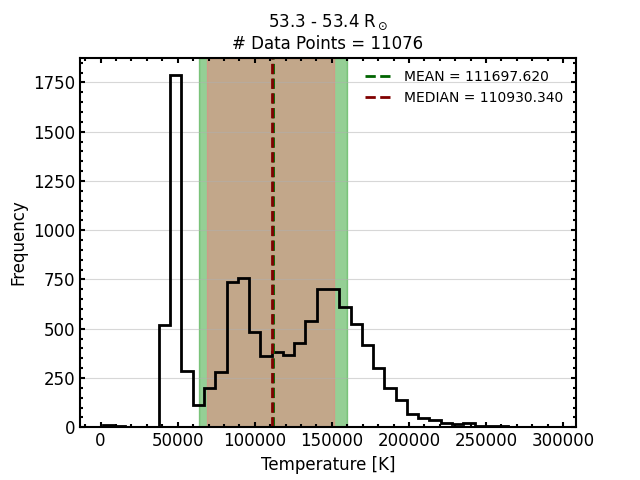 53.3 - 53.4 R⊙
# Data Points = 11076
MEAN = 111697.620
MEDIAN = 110930.340
1750
1500
1250
1000
750
500
250
0
Frequency
0 50000 100000 150000 200000 250000 300000
Temperature [K]